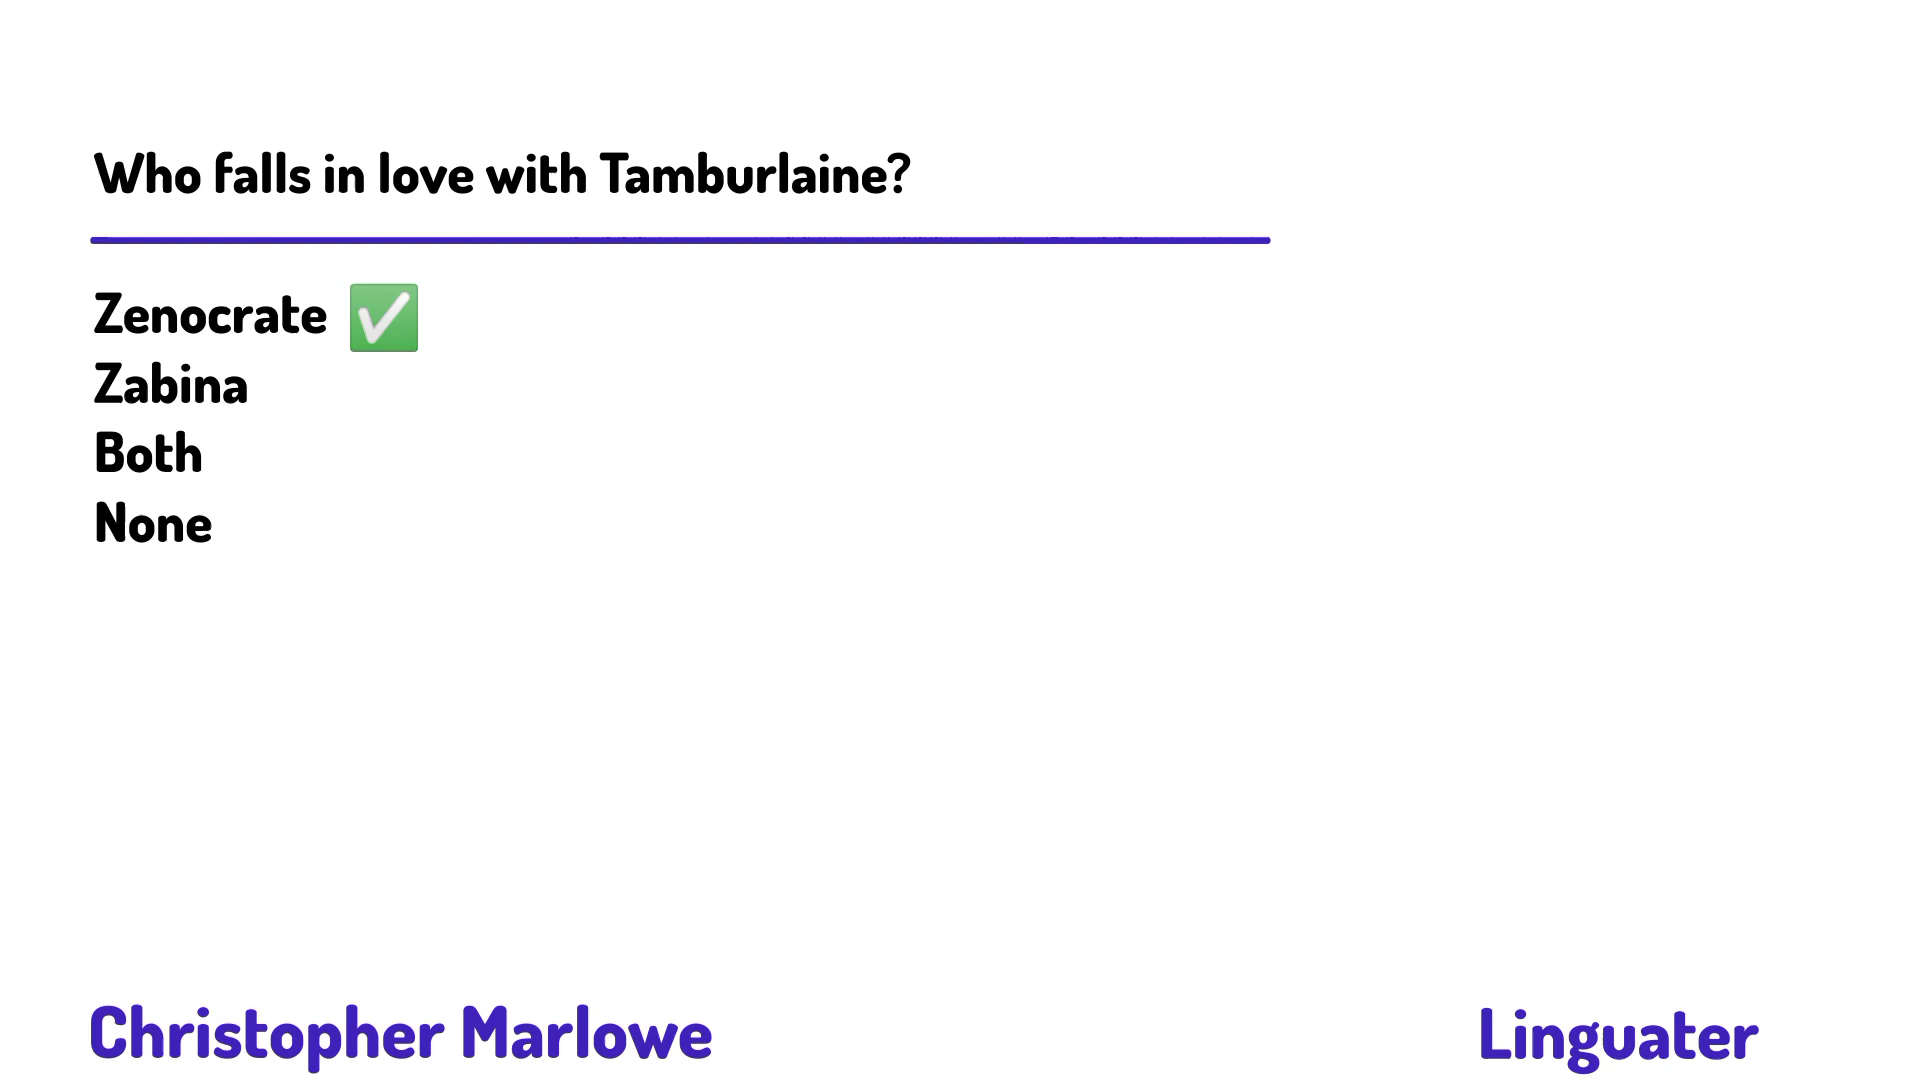 Who falls in love with Tamburlaine?
Zenocrate ✅
Zabina
Both
None
Christopher Marlowe
Linguater